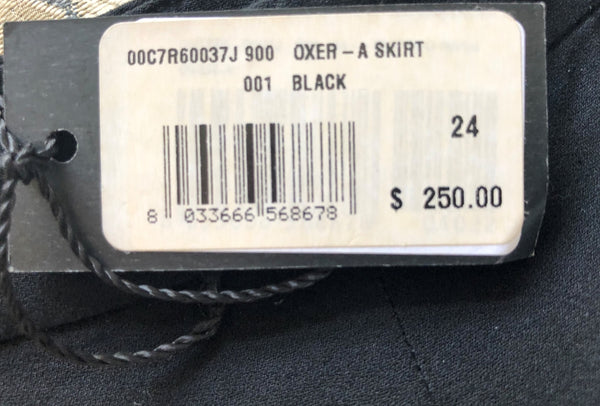 00C7R60037J 900 OXER-A SKIRT
001 BLACK
24
$ 250.00
8 033666 568678